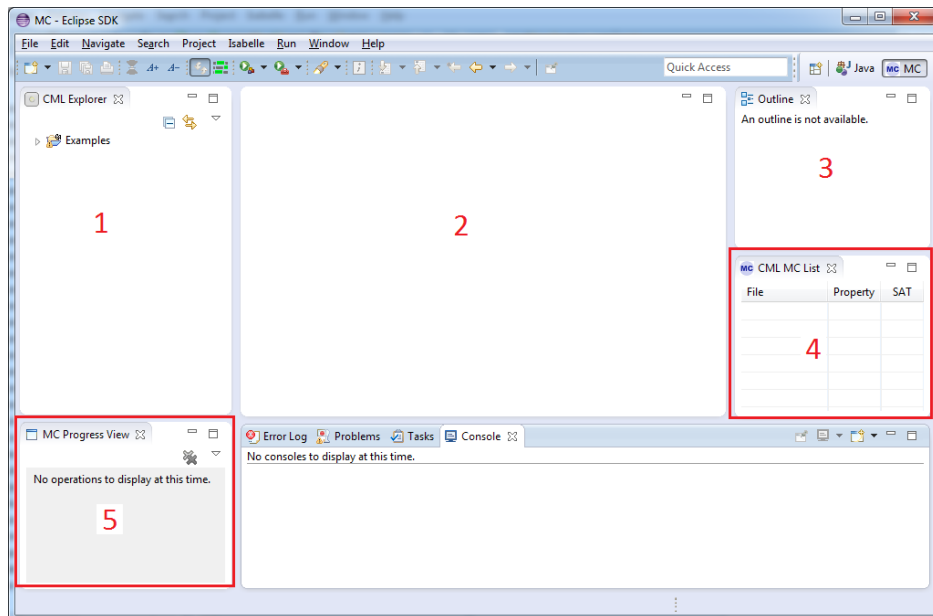 MC - Eclipse SDK
File Edit Navigate Search Project Isabelle Run Window Help
A+ A- Quick Access Java MC MC
C CML Explorer
Examples
1
2
Outline
An outline is not available.
3
MC CML MC List
File Property SAT
4
MC Progress View
No operations to display at this time.
5
Error Log Problems Tasks Console
No consoles to display at this time.